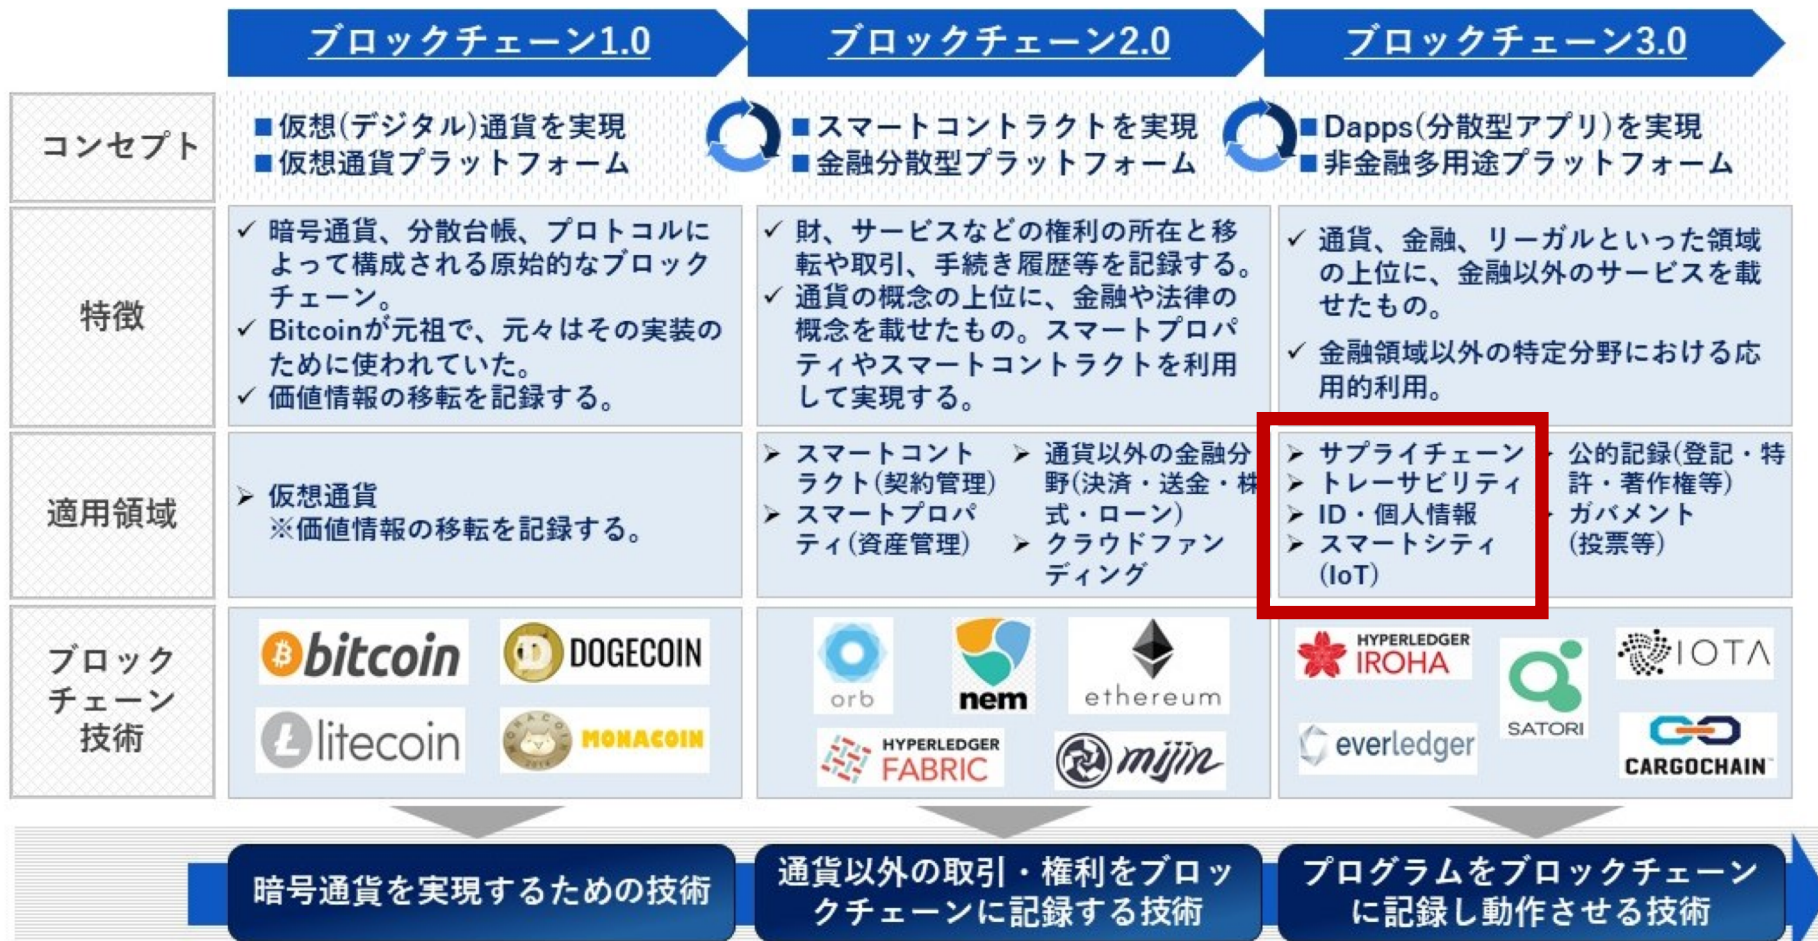 ブロックチェーン1.0
ブロックチェーン2.0
ブロックチェーン3.0
コンセプト
■仮想(デジタル)通貨を実現
■仮想通貨プラットフォーム
■スマートコントラクトを実現
■金融分散型プラットフォーム
■Dapps(分散型アプリ)を実現
■非金融多用途プラットフォーム
特徴
✓ 暗号通貨、分散台帳、プロトコルに
よって構成される原始的なブロック
チェーン。
✓ Bitcoinが元祖で、元々はその実装の
ために使われていた。
✓ 価値情報の移転を記録する。
✓ 財、サービスなどの権利の所在と移
転や取引、手続き履歴等を記録する。
✓ 通貨の概念の上位に、金融や法律の
概念を載せたもの。スマートプロパ
ティやスマートコントラクトを利用
して実現する。
✓ 通貨、金融、リーガルといった領域
の上位に、金融以外のサービスを載
せたもの。
✓ 金融領域以外の特定分野における応
用的利用。
適用領域
➢ 仮想通貨
※価値情報の移転を記録する。
➢ スマートコント
ラクト(契約管理)
➢ スマートプロパ
ティ(資産管理)
➢ 通貨以外の金融分
野(決済・送金・株
式・ローン)
➢ クラウドファン
ディング
➢ サプライチェーン
➢ トレーサビリティ
➢ ID・個人情報
➢ スマートシティ
(IoT)
公的記録(登記・特
許・著作権等)
ガバメント
(投票等)
ブロック
チェーン
技術
bitcoin
DOGECOIN
litecoin
MONACOIN
orb
nem
ethereum
HYPERLEDGER
FABRIC
mijin
HYPERLEDGER
IROHA
SATORI
IOTA
everledger
CARGOCHAIN
暗号通貨を実現するための技術
通貨以外の取引・権利をブロッ
クチェーンに記録する技術
プログラムをブロックチェーン
に記録し動作させる技術